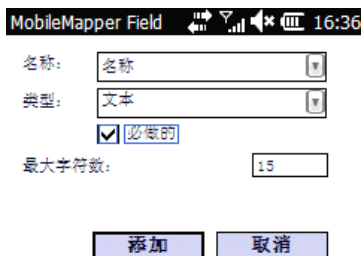 MobileMapper Field 16:36
名称: 名称
类型: 文本
必做的
最大字符数: 15
添加 取消